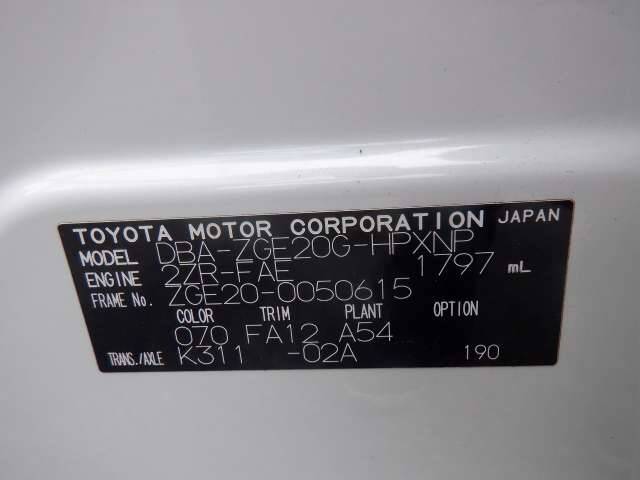 TOYOTA MOTOR CORPORATION JAPAN
MODEL DBA-ZGE20G-HPXNP
ENGINE 2ZR-FAE 1797 mL
FRAME No. ZGE20-0050615
COLOR TRIM PLANT OPTION
070 FA12 A54
TRANS./AXLE K311 -02A 190